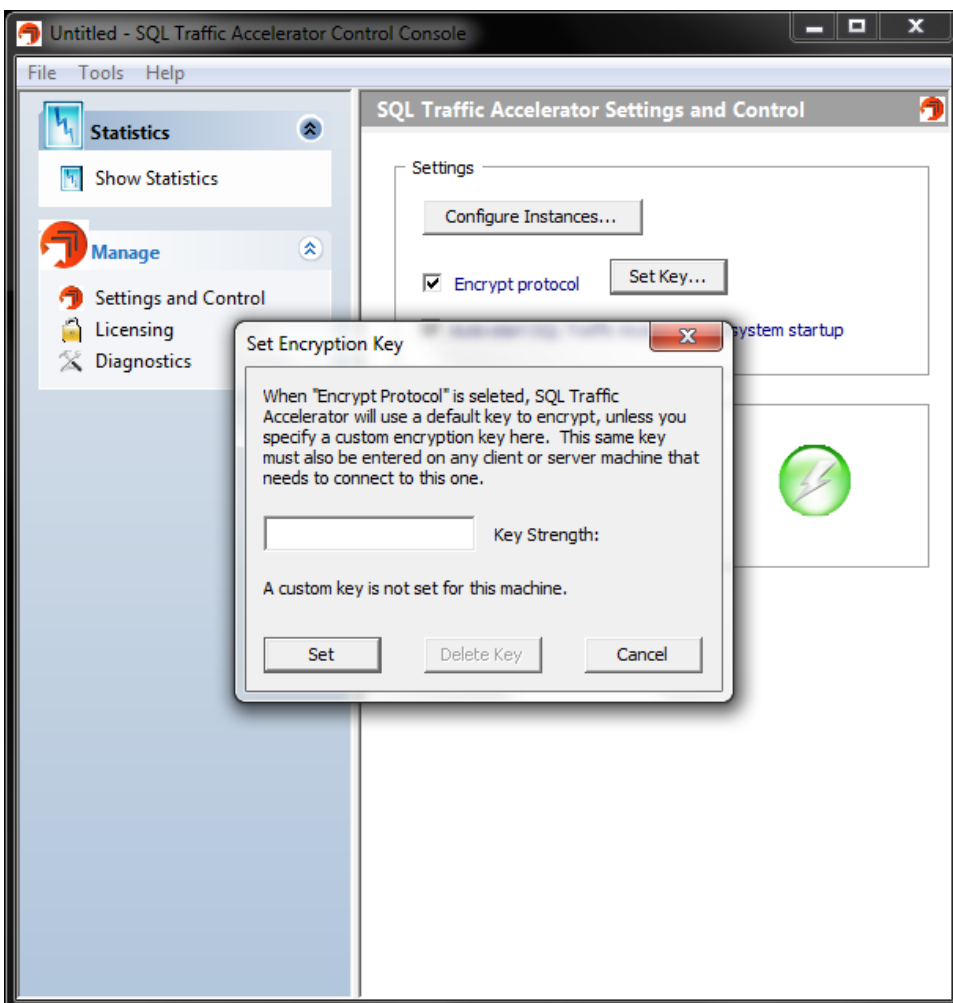 Untitled - SQL Traffic Accelerator Control Console
File Tools Help
Statistics
Show Statistics
Manage
Settings and Control
Licensing
Diagnostics
SQL Traffic Accelerator Settings and Control
Settings
Configure Instances...
Encrypt protocol
Set Key...
system startup
Set Encryption Key
When "Encrypt Protocol" is seleted, SQL Traffic
Accelerator will use a default key to encrypt, unless you
specify a custom encryption key here. This same key
must also be entered on any client or server machine that
needs to connect to this one.
Key Strength:
A custom key is not set for this machine.
Set
Delete Key
Cancel